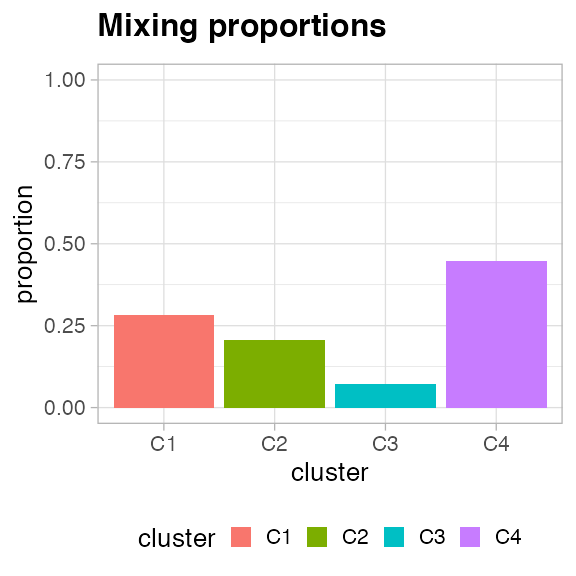 Mixing proportions
1.00
0.75
0.50
0.25
0.00
proportion
C1 C2 C3 C4
cluster
cluster C1 C2 C3 C4